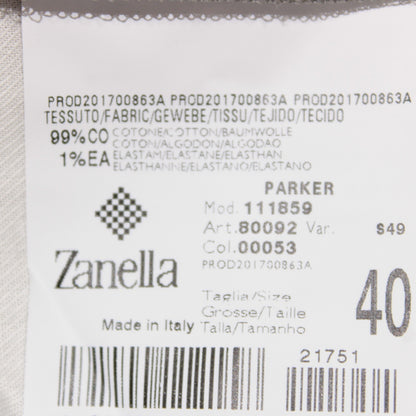 PROD201700863A PROD201700863A PROD201700863A
TESSUTO/FABRIC/GEWEBE/TISSU/TEJIDO/TECIDO
99%CO COTONE/COTTON/BAUMWOLLE
COTON/ALGODON/ALGODAO
1%EA ELASTAM/ELASTANE/ELASTHAN
ELASTHANNE/ELASTANO/ELASTANO
PARKER
Mod. 111859
Art. 80092 Var. S49
Col. 00053
PROD201700863A
Zanella
Taglia/Size
Grosse/Taille
Talla/Tamanho
40
Made in Italy
21751